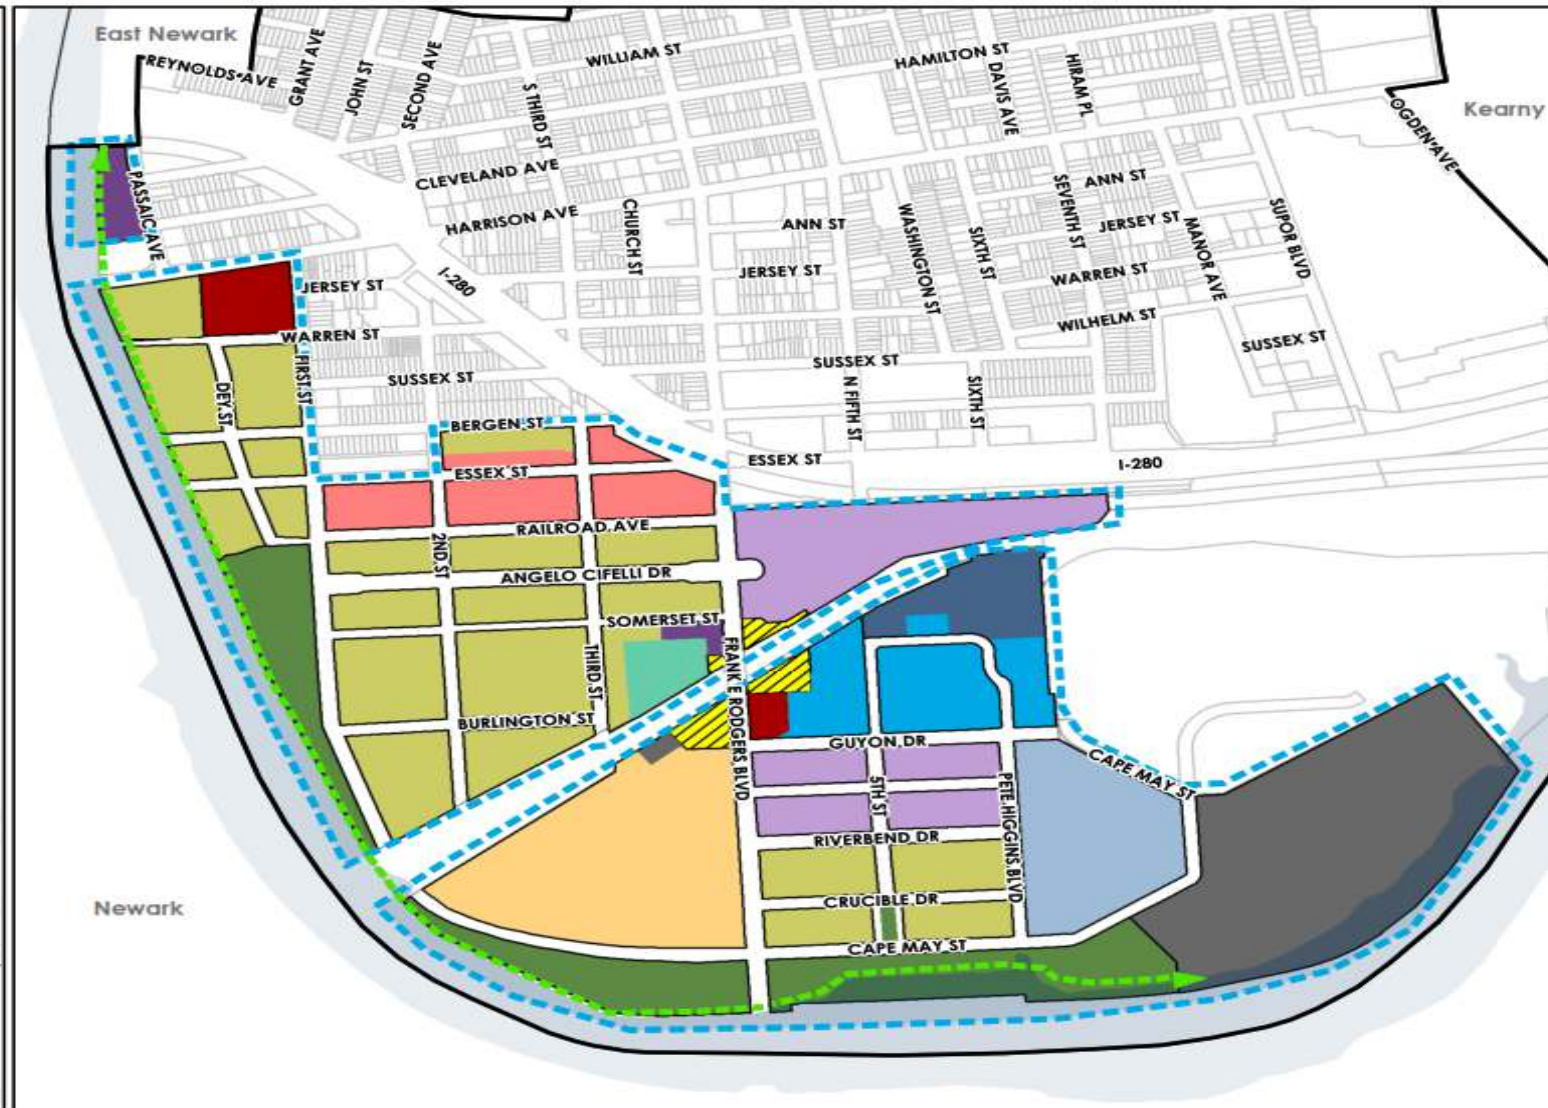 East Newark
REYNOLDS AVE
GRANT AVE
JOHN ST
SECOND AVE
S THIRD ST
WILLIAM ST
HAMILTON ST
DAVIS AVE
HIRAM PL
Kearny
OGDEN AVE
PASSAIC AVE
CLEVELAND AVE
HARRISON AVE
CHURCH ST
ANN ST
WASHINGTON ST
SIXTH ST
SEVENTH ST
ANN ST
JERSEY ST
MANOR AVE
SUPOR BLVD
JERSEY ST
I-280
JERSEY ST
WARREN ST
WARREN ST
WILHELM ST
SUSSEX ST
DEY ST
FIRST ST
SUSSEX ST
SUSSEX ST
N FIFTH ST
SIXTH ST
BERGEN ST
ESSEX ST
ESSEX ST
I-280
RAILROAD AVE
2ND ST
ANGELO CIFELLI DR
SOMERSET ST
THIRD ST
FRANK E RODGERS BLVD
BURLINGTON ST
GUYON DR
CAPE MAY ST
5TH ST
PETE HIGGINS BLVD
RIVERBEND DR
CRUCIBLE DR
CAPE MAY ST
Newark